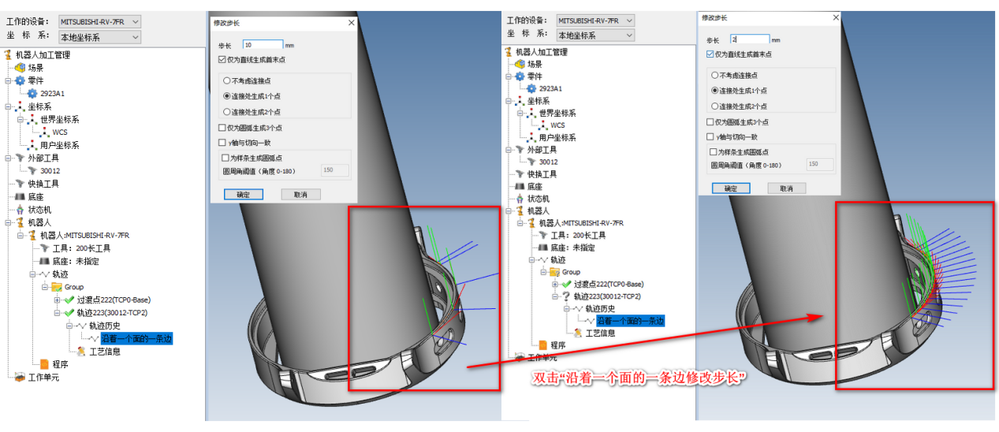 工作的设备: MITSUBISHI-RV-7FR
坐 标 系: 本地坐标系
机器人加工管理
场景
零件
2923A1
坐标系
世界坐标系
WCS
用户坐标系
外部工具
30012
快换工具
底座
状态机
机器人
机器人:MITSUBISHI-RV-7FR
工具: 200长工具
底座: 未指定
轨迹
Group
过渡点222(TCP0-Base)
轨迹223(30012-TCP2)
轨迹历史
沿着一个面的一条边
工艺信息
程序
工作单元
修改步长
步长 10 mm
仅为直线生成首末点
不考虑连接点
连接处生成1个点
连接处生成2个点
仅为圆弧生成3个点
y轴与切向一致
为样条生成圆弧点
圆周角阈值(角度 0-180) 150
确定 取消
工作的设备: MITSUBISHI-RV-7FR
坐 标 系: 本地坐标系
机器人加工管理
场景
零件
2923A1
坐标系
世界坐标系
WCS
用户坐标系
外部工具
30012
快换工具
底座
状态机
机器人
机器人:MITSUBISHI-RV-7FR
工具: 200长工具
底座: 未指定
轨迹
Group
过渡点222(TCP0-Base)
轨迹223(30012-TCP2)
轨迹历史
沿着一个面的一条边
工艺信息
程序
工作单元
修改步长
步长 2 mm
仅为直线生成首末点
不考虑连接点
连接处生成1个点
连接处生成2个点
仅为圆弧生成3个点
y轴与切向一致
为样条生成圆弧点
圆周角阈值(角度 0-180) 150
确定 取消
双击“沿着一个面的一条边修改步长”